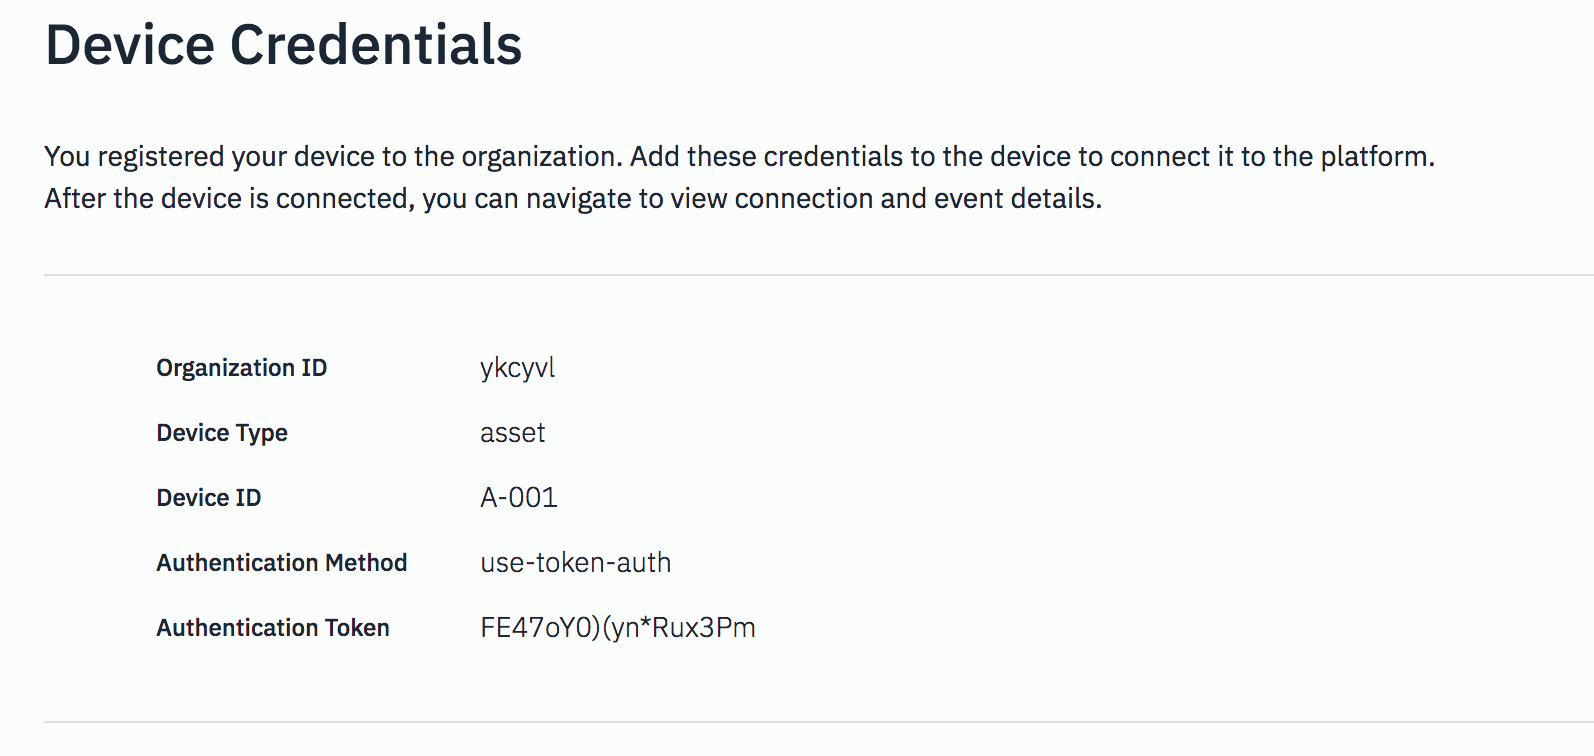 Device Credentials
You registered your device to the organization. Add these credentials to the device to connect it to the platform.
After the device is connected, you can navigate to view connection and event details.
Organization ID ykcyvl
Device Type asset
Device ID A-001
Authentication Method use-token-auth
Authentication Token FE47oY0)(yn*Rux3Pm